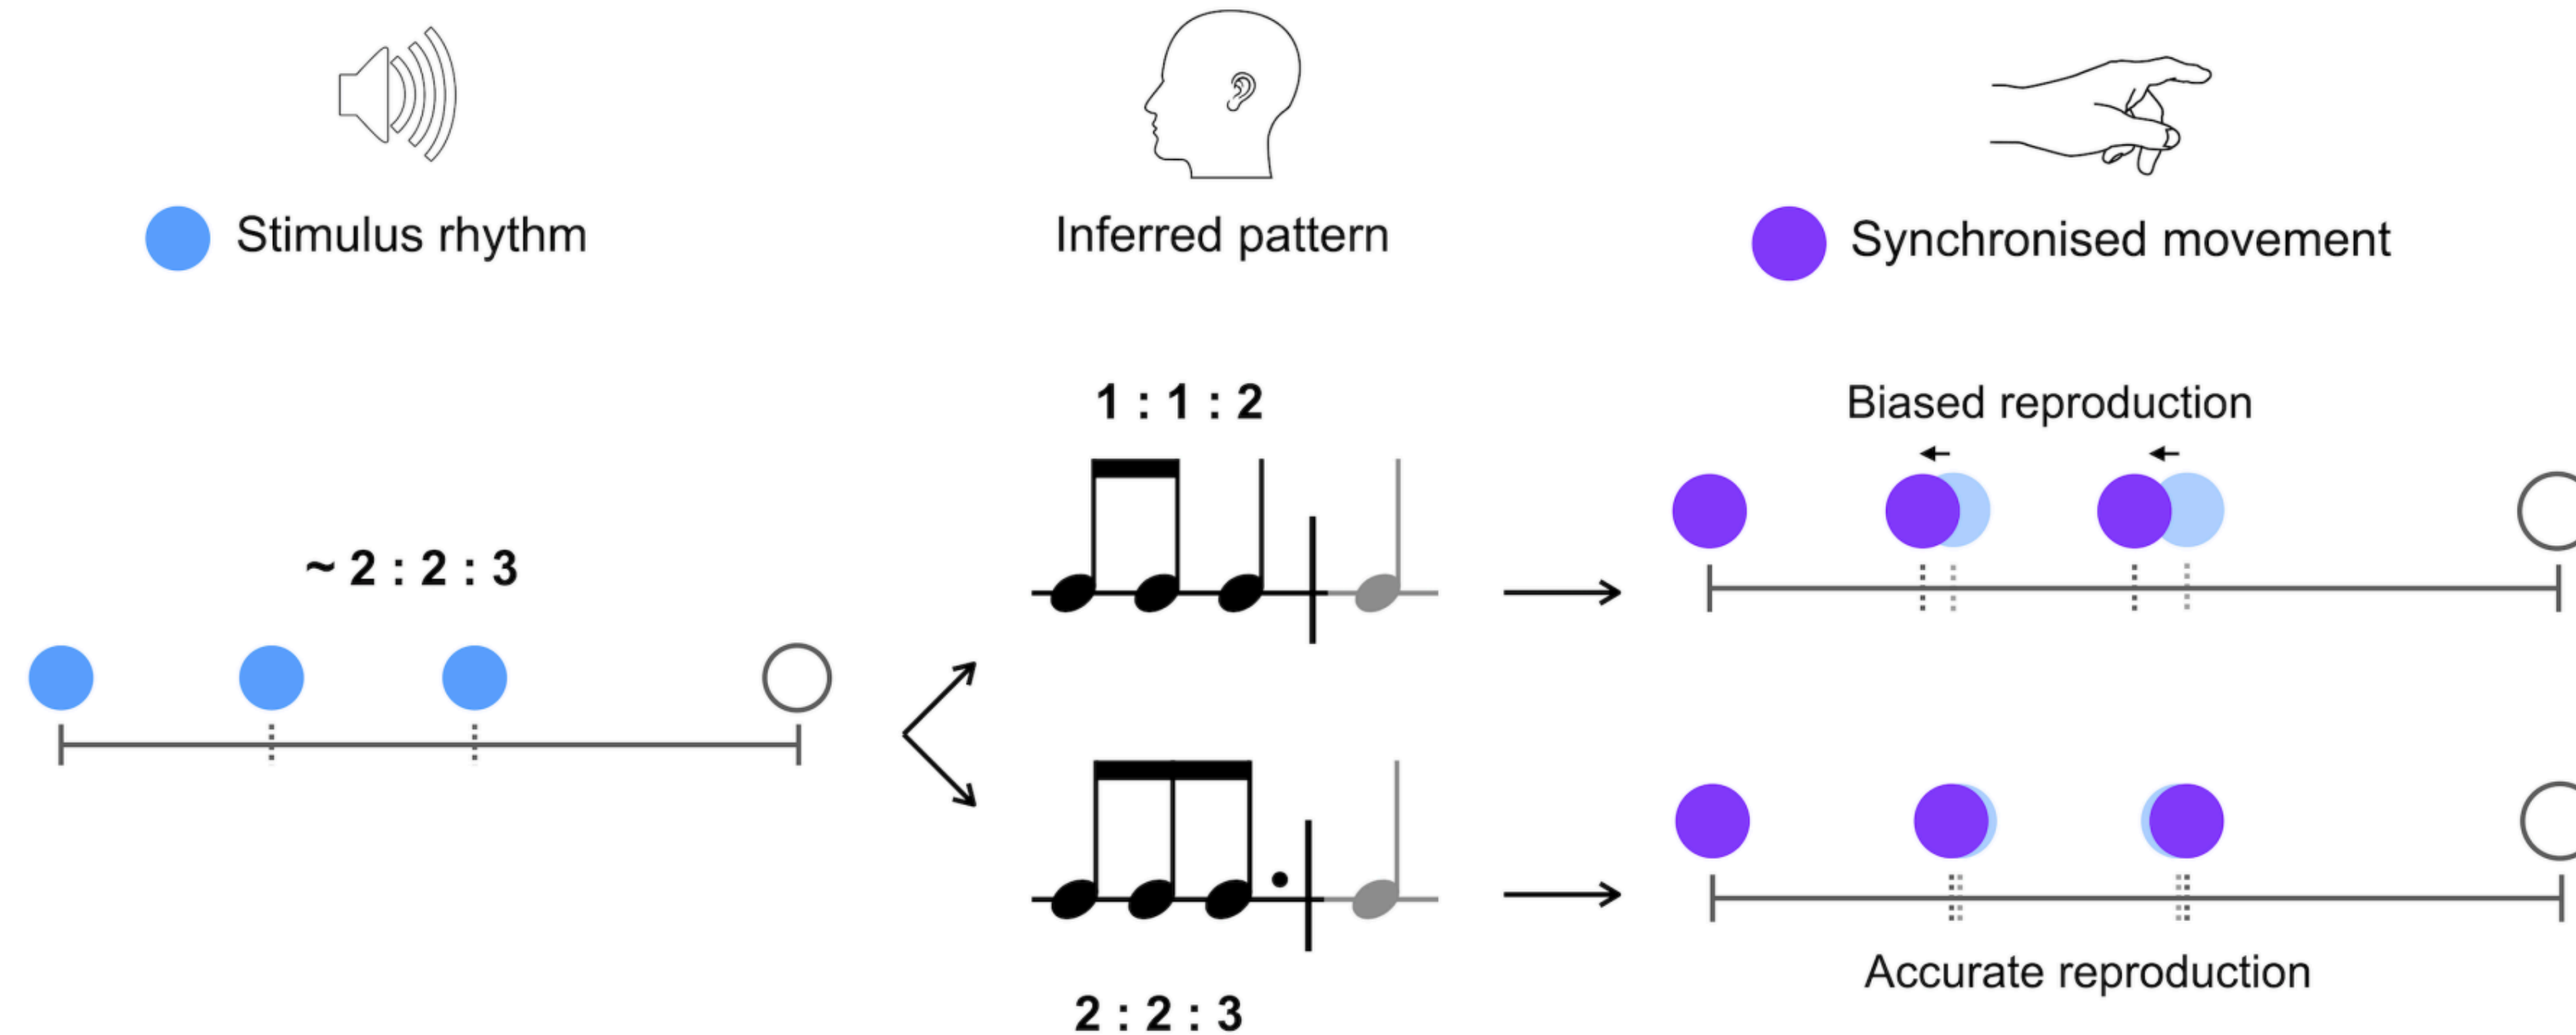 Stimulus rhythm
Inferred pattern
Synchronised movement
~ 2 : 2 : 3
1 : 1 : 2
Biased reproduction
2 : 2 : 3
Accurate reproduction